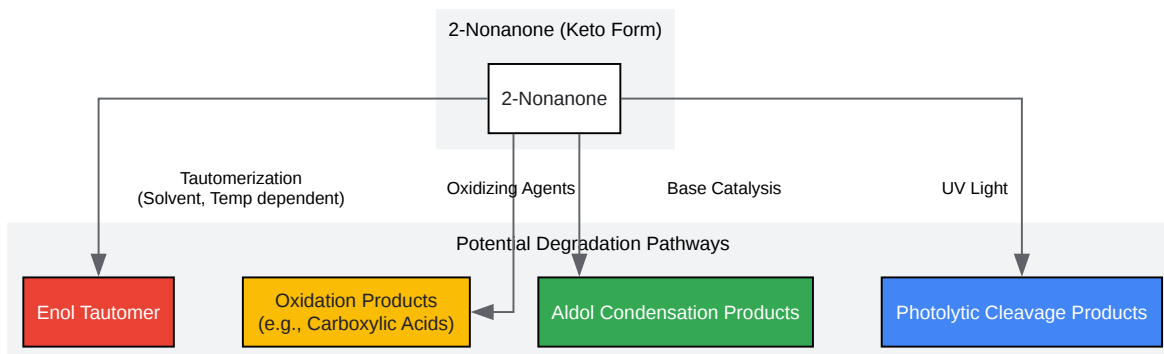 2-Nonanone (Keto Form)
2-Nonanone
Tautomerization
(Solvent, Temp dependent)
Oxidizing Agents
Base Catalysis
UV Light
Potential Degradation Pathways
Enol Tautomer
Oxidation Products
(e.g., Carboxylic Acids)
Aldol Condensation Products
Photolytic Cleavage Products